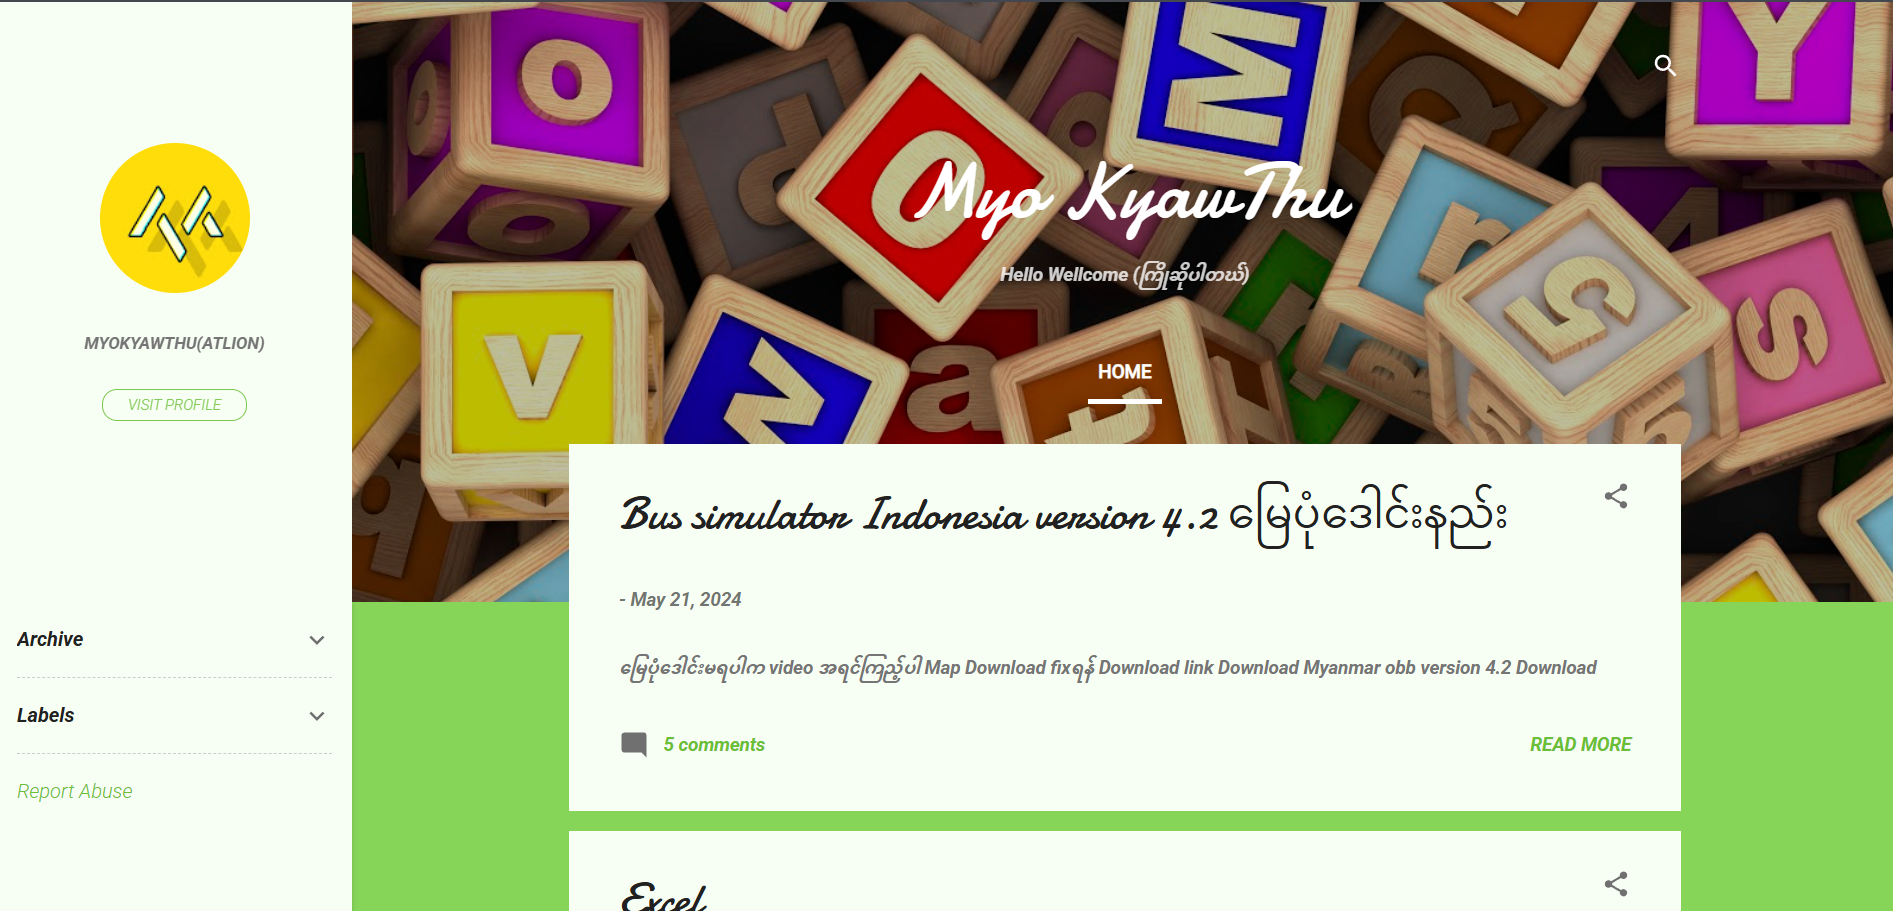 MYOKYAWTHU(ATLION)
VISIT PROFILE
Archive
Labels
Report Abuse
Myo KyawThu
Hello Wellcome (ကြိုဆိုပါတယ်)
HOME
Bus simulator Indonesia version 4.2 မြေပုံဒေါင်းနည်း
- May 21, 2024
မြေပုံဒေါင်းမရပါက video အရင်ကြည့်ပါ Map Download fixရန် Download link Download Myanmar obb version 4.2 Download
5 comments
READ MORE
Excel